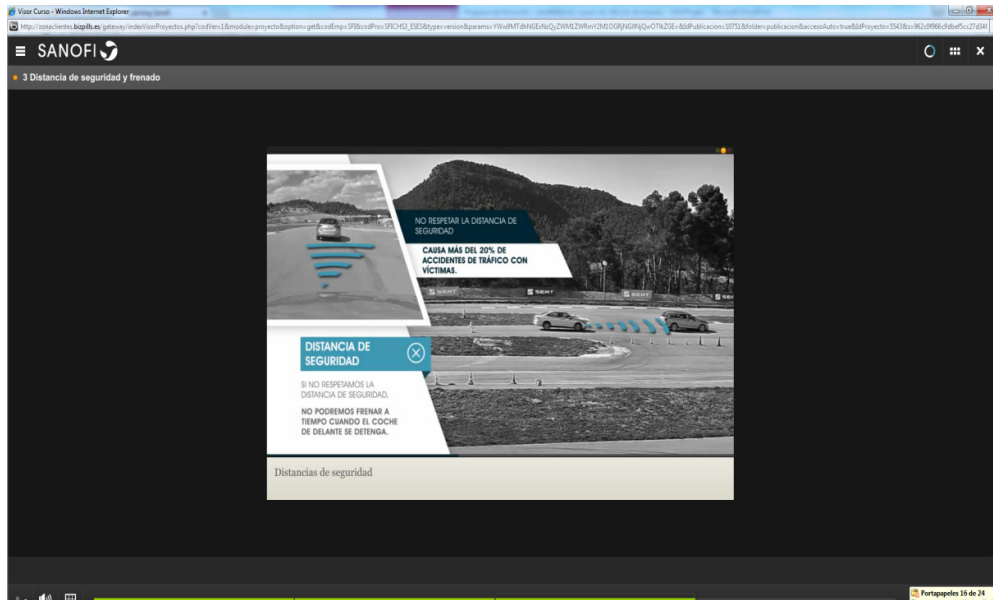 Visor Curso - Windows Internet Explorer
SANOFI
3 Distancia de seguridad y frenado
NO RESPETAR LA DISTANCIA DE
SEGURIDAD
CAUSA MÁS DEL 20% DE
ACCIDENTES DE TRÁFICO CON
VÍCTIMAS.
SEAT
SEAT
SEAT
DISTANCIA DE
SEGURIDAD
SI NO RESPETAMOS LA
DISTANCIA DE SEGURIDAD,
NO PODREMOS FRENAR A
TIEMPO CUANDO EL COCHE
DE DELANTE SE DETENGA.
Distancias de seguridad
Portapapeles 16 de 24